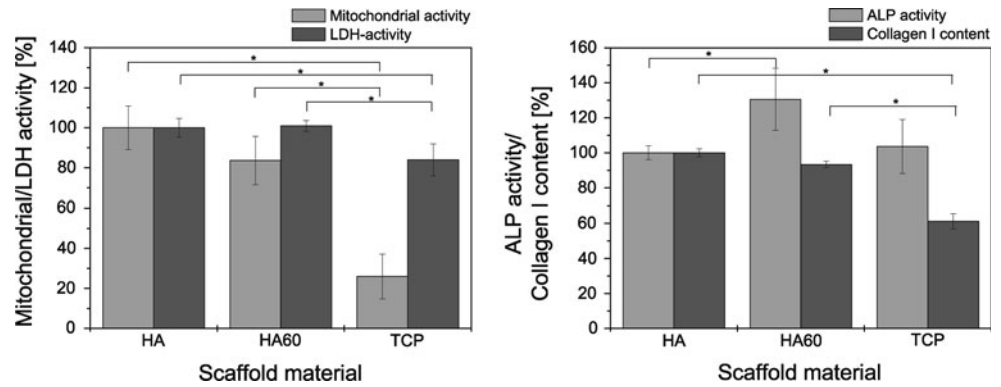 Mitochondrial activity
LDH-activity
Mitochondrial/LDH activity [%]
140
120
100
80
60
40
20
0
*
*
*
*
HA
HA60
TCP
Scaffold material
ALP activity
Collagen I content
ALP activity/
Collagen I content [%]
160
140
120
100
80
60
40
20
0
*
*
*
HA
HA60
TCP
Scaffold material